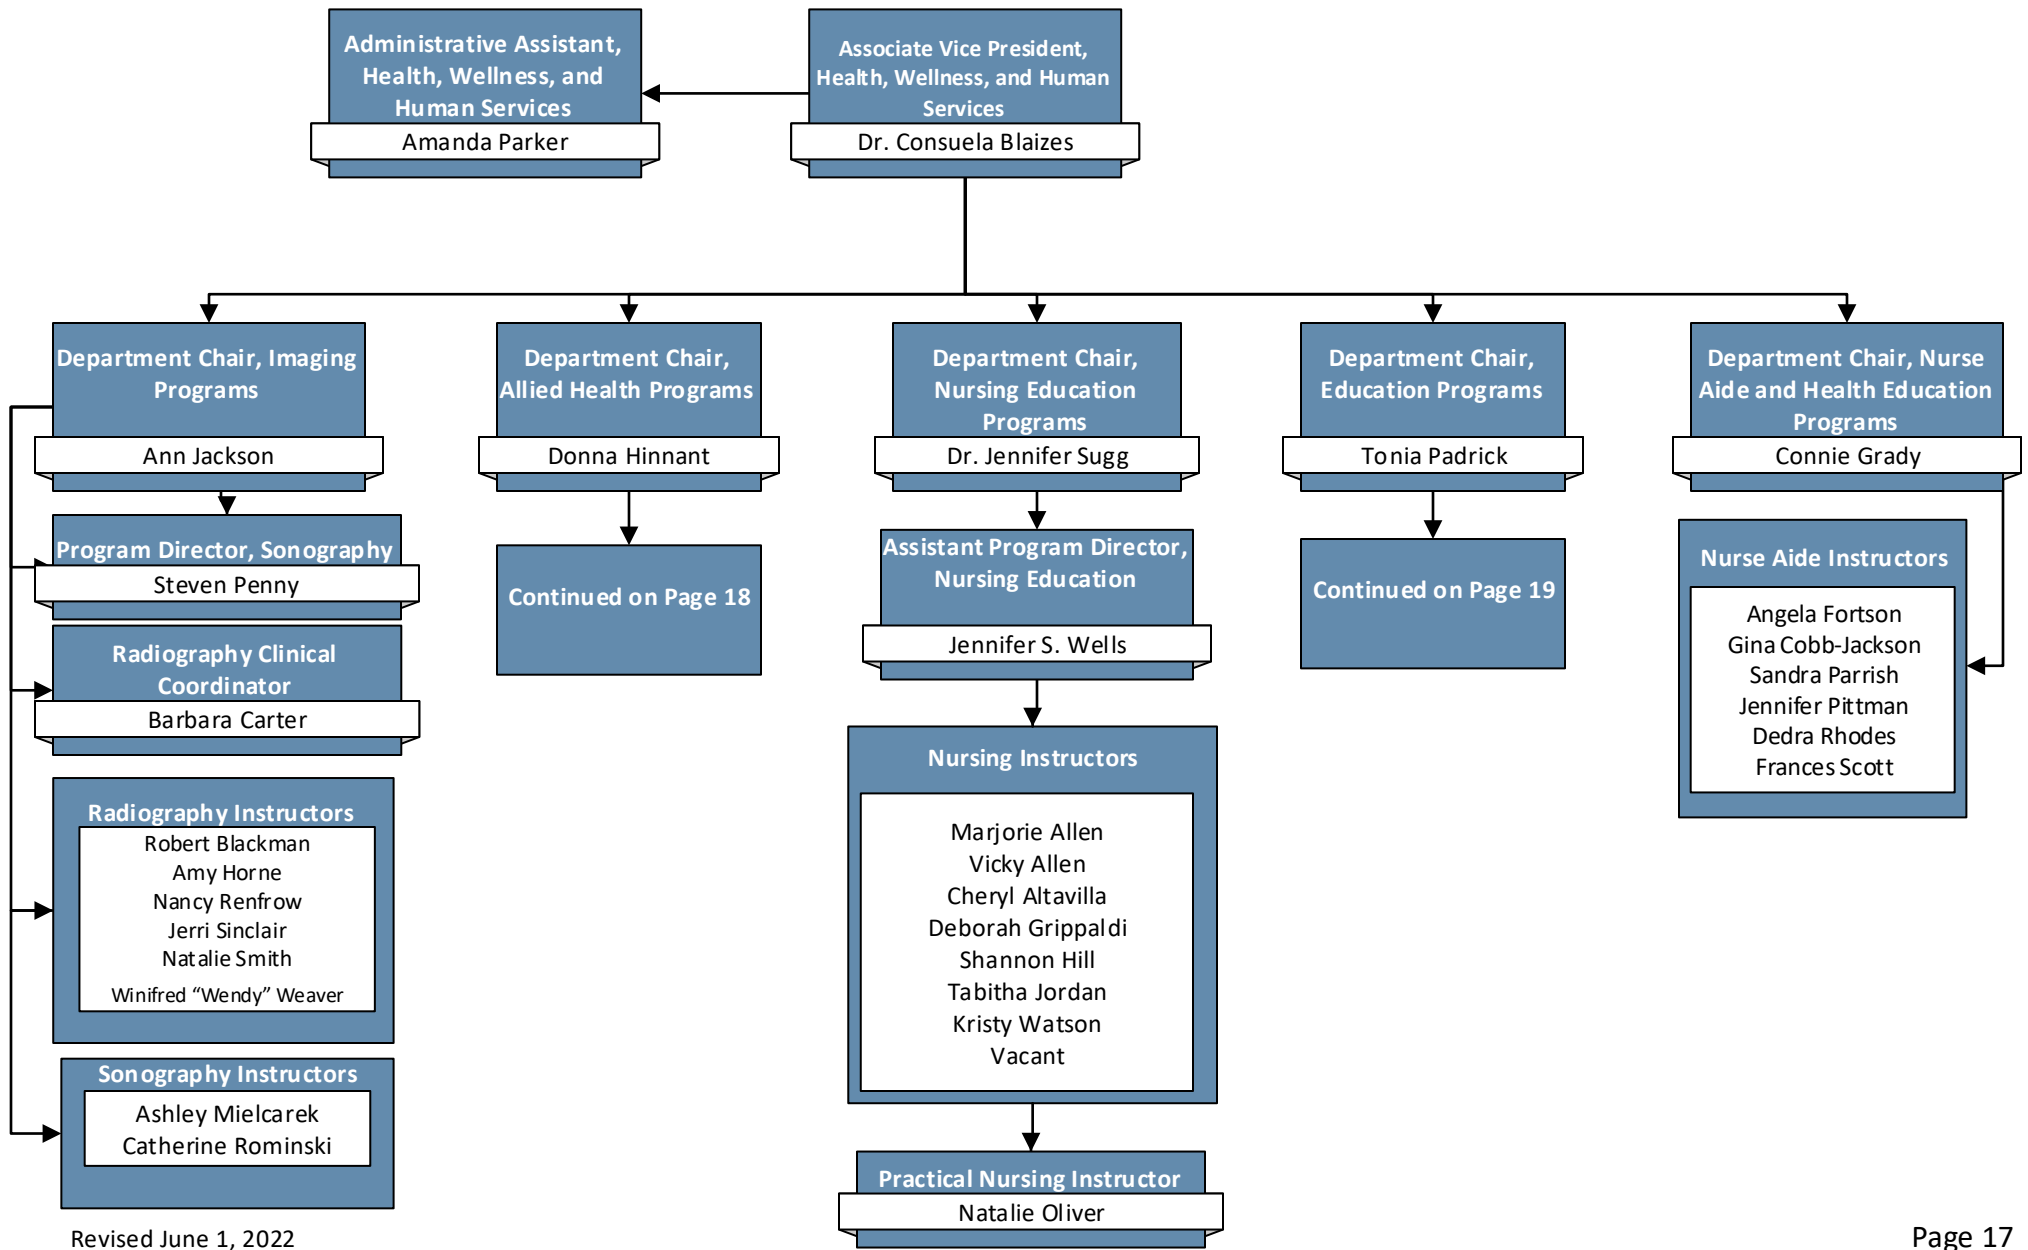 Administrative Assistant,
Health, Wellness, and
Human Services
Amanda Parker
Associate Vice President,
Health, Wellness, and Human
Services
Dr. Consuela Blaizes
Department Chair, Imaging
Programs
Ann Jackson
Program Director, Sonography
Steven Penny
Radiography Clinical
Coordinator
Barbara Carter
Radiography Instructors
Robert Blackman
Amy Horne
Nancy Renfrow
Jerri Sinclair
Natalie Smith
Winifred “Wendy” Weaver
Sonography Instructors
Ashley Mielcarek
Catherine Rominski
Department Chair,
Allied Health Programs
Donna Hinnant
Continued on Page 18
Department Chair,
Nursing Education
Programs
Dr. Jennifer Sugg
Assistant Program Director,
Nursing Education
Jennifer S. Wells
Nursing Instructors
Marjorie Allen
Vicky Allen
Cheryl Altavilla
Deborah Grippaldi
Shannon Hill
Tabitha Jordan
Kristy Watson
Vacant
Practical Nursing Instructor
Natalie Oliver
Department Chair,
Education Programs
Tonia Padrick
Continued on Page 19
Department Chair, Nurse
Aide and Health Education
Programs
Connie Grady
Nurse Aide Instructors
Angela Fortson
Gina Cobb-Jackson
Sandra Parrish
Jennifer Pittman
Dedra Rhodes
Frances Scott
Revised June 1, 2022
Page 17